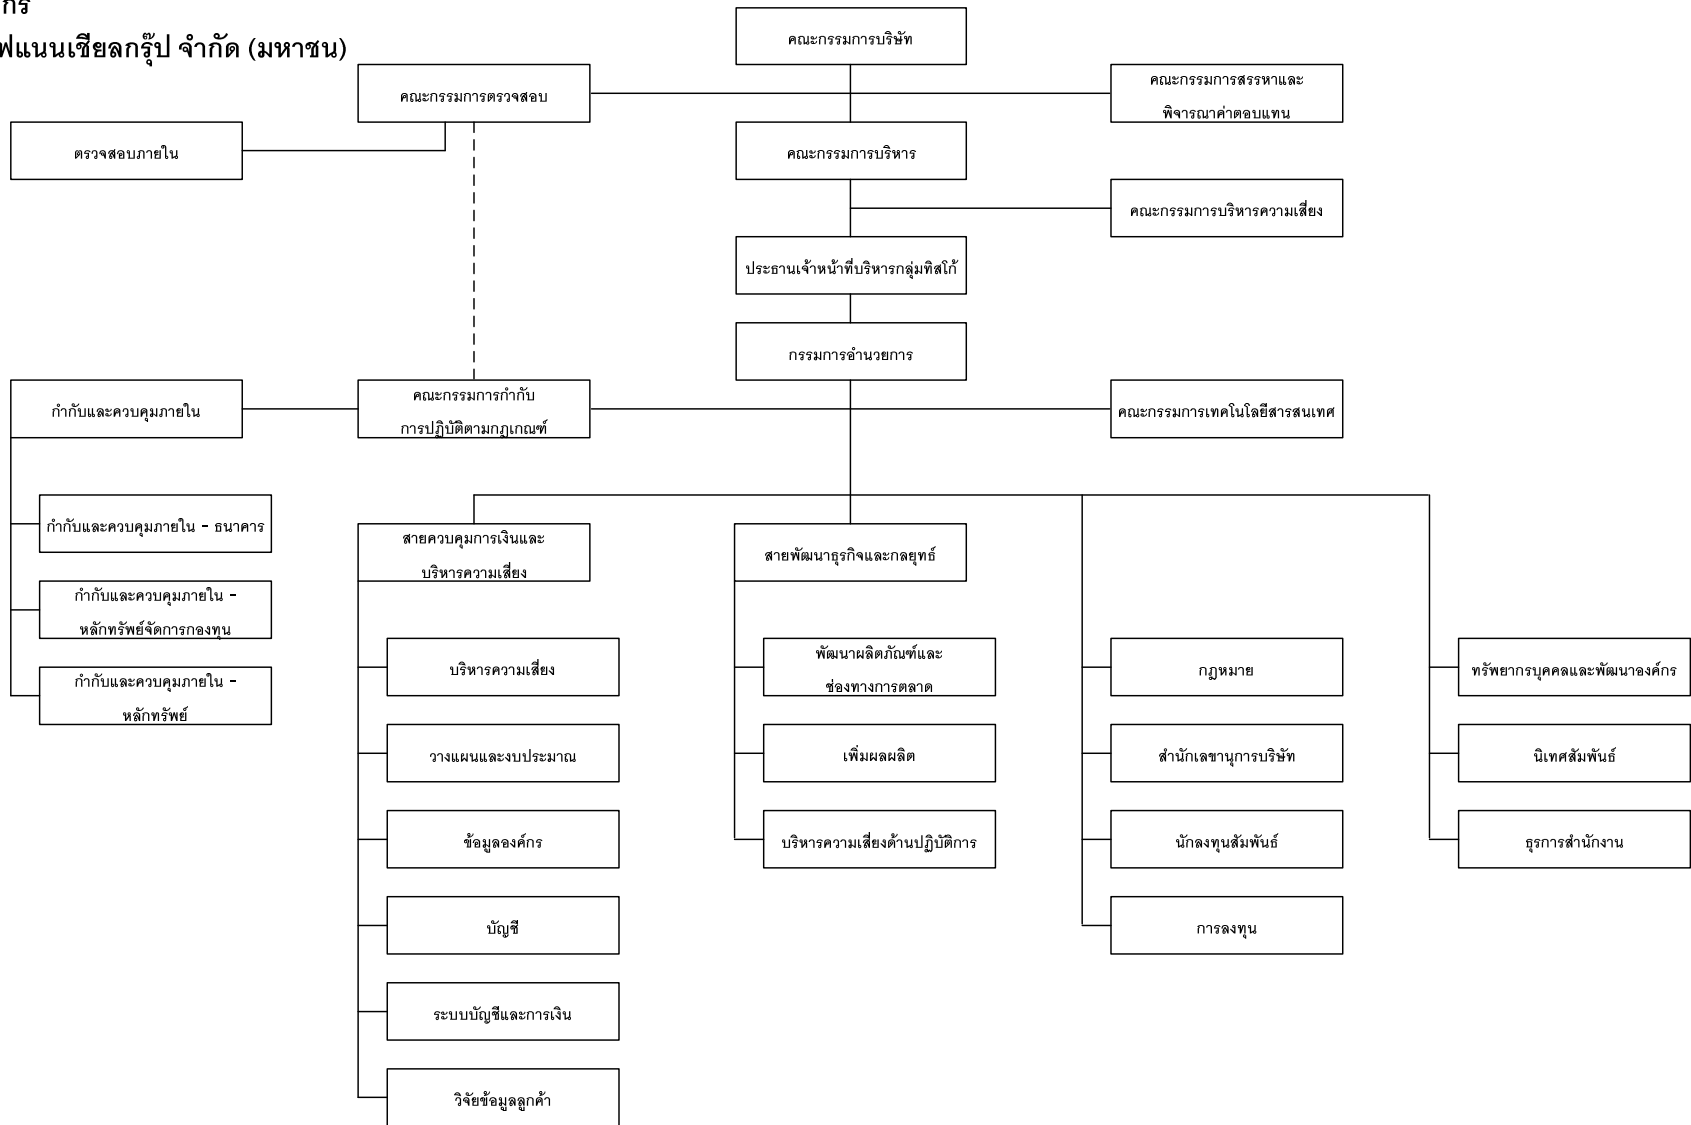 กร
ฟแนนเชียลกรุ๊ป จำกัด (มหาชน)
คณะกรรมการบริษัท
คณะกรรมการตรวจสอบ
คณะกรรมการสรรหาและ
พิจารณาค่าตอบแทน
ตรวจสอบภายใน
คณะกรรมการบริหาร
คณะกรรมการบริหารความเสี่ยง
ประธานเจ้าหน้าที่บริหารกลุ่มทิสโก้
กรรมการอำนวยการ
กำกับและควบคุมภายใน
คณะกรรมการกำกับ
การปฏิบัติตามกฎเกณฑ์
คณะกรรมการเทคโนโลยีสารสนเทศ
กำกับและควบคุมภายใน - ธนาคาร
กำกับและควบคุมภายใน -
หลักทรัพย์จัดการกองทุน
กำกับและควบคุมภายใน -
หลักทรัพย์
สายควบคุมการเงินและ
บริหารความเสี่ยง
บริหารความเสี่ยง
วางแผนและงบประมาณ
ข้อมูลองค์กร
บัญชี
ระบบบัญชีและการเงิน
วิจัยข้อมูลลูกค้า
สายพัฒนาธุรกิจและกลยุทธ์
พัฒนาผลิตภัณฑ์และ
ช่องทางการตลาด
เพิ่มผลผลิต
บริหารความเสี่ยงด้านปฏิบัติการ
กฎหมาย
สำนักเลขานุการบริษัท
นักลงทุนสัมพันธ์
การลงทุน
ทรัพยากรบุคคลและพัฒนาองค์กร
นิเทศสัมพันธ์
ธุรการสำนักงาน